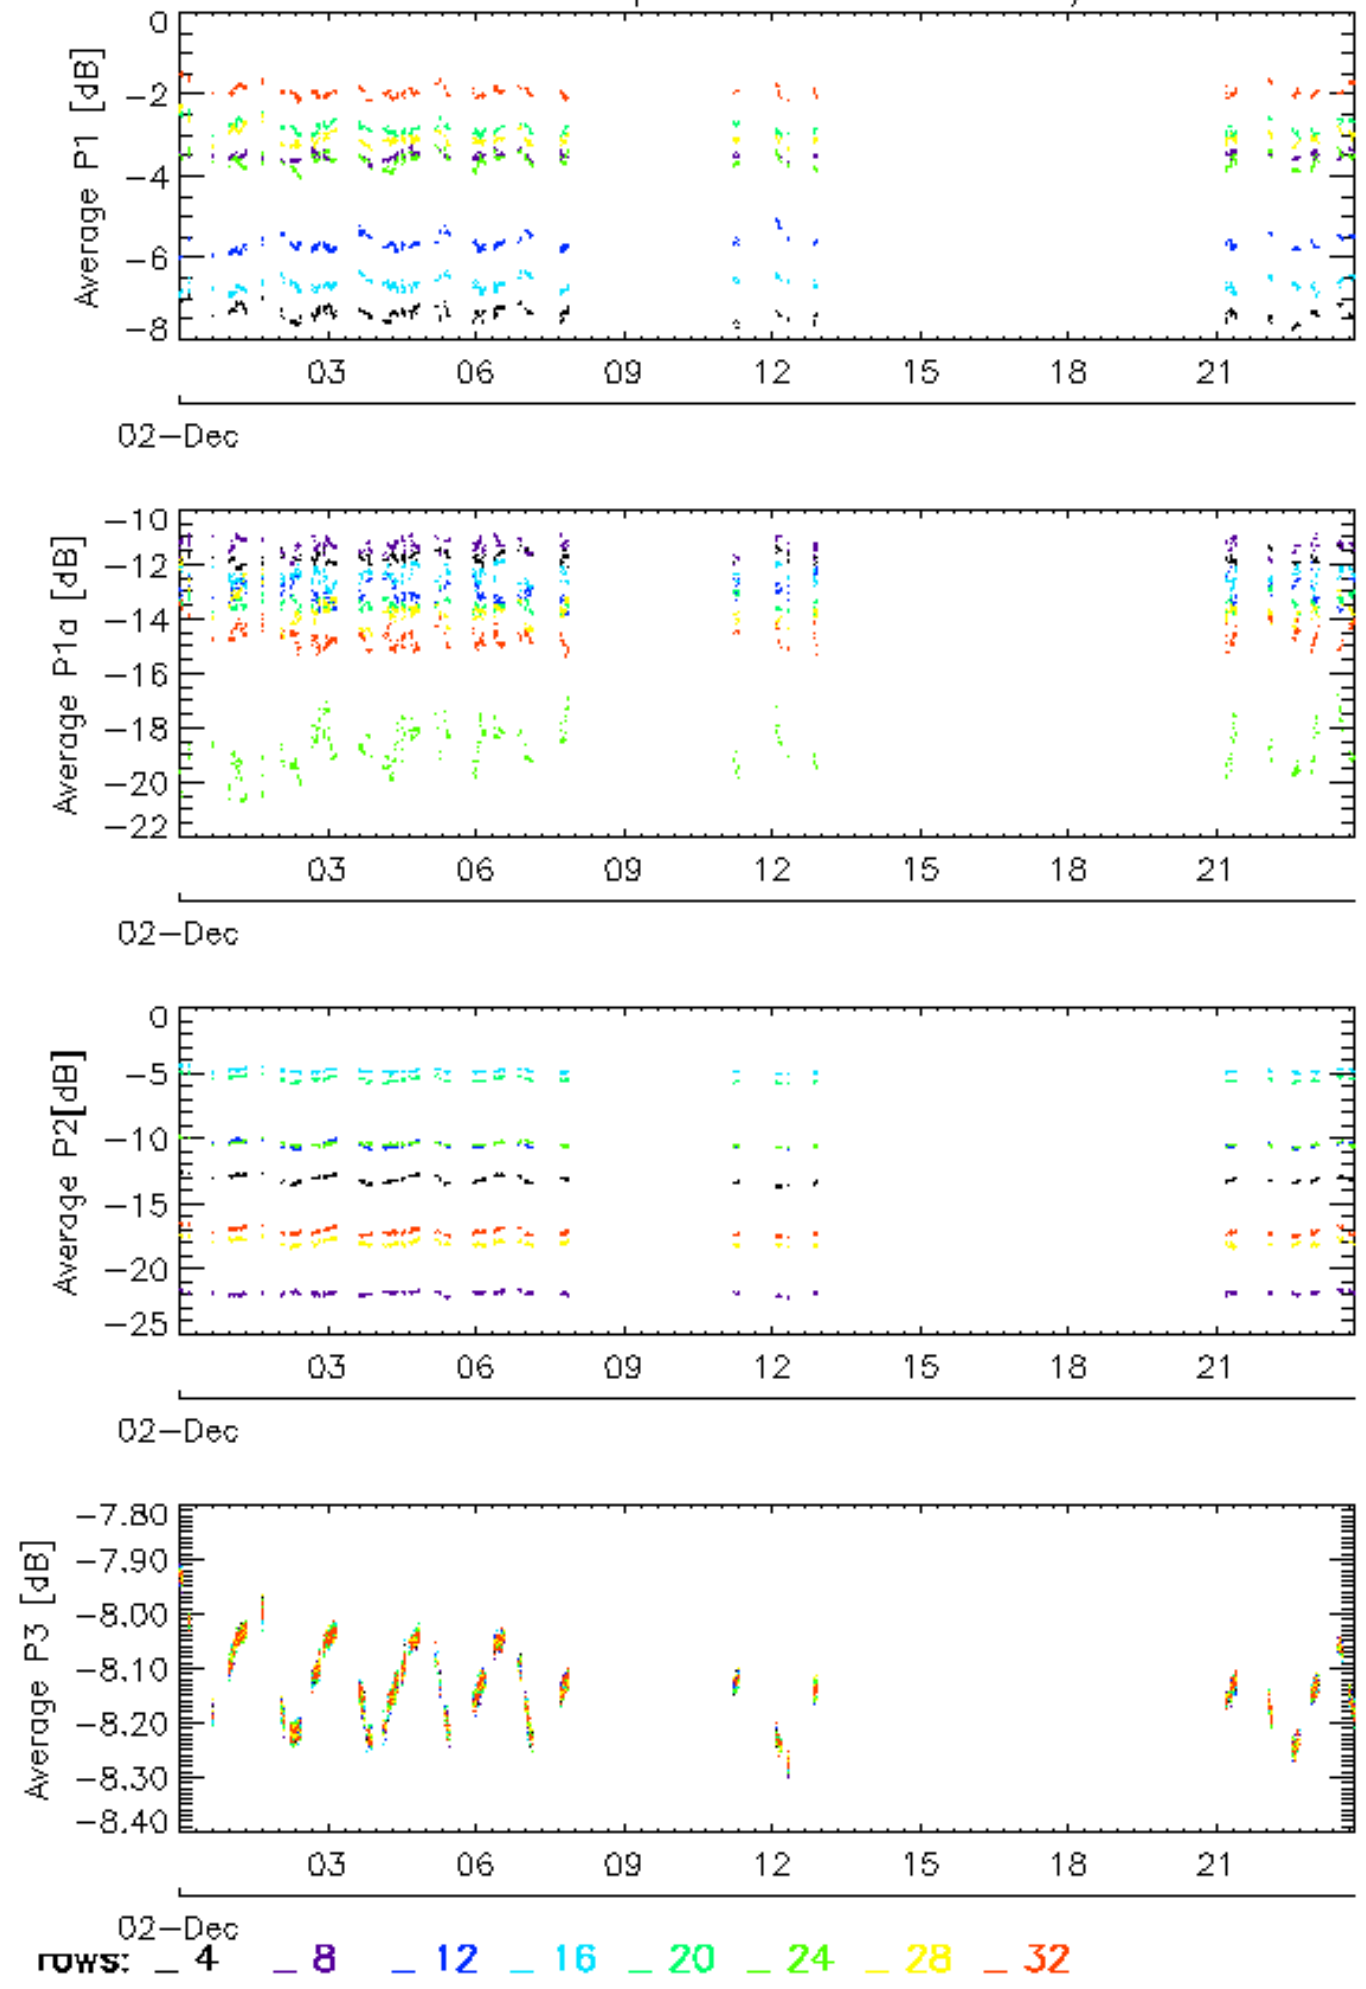 0
-2
-4
-6
-8
Average P1 [dB]
03 06 09 12 15 18 21
02-Dec
-10
-12
-14
-16
-18
-20
-22
Average P1a [dB]
03 06 09 12 15 18 21
02-Dec
0
-5
-10
-15
-20
-25
Average P2[dB]
03 06 09 12 15 18 21
02-Dec
-7.80
-7.90
-8.00
-8.10
-8.20
-8.30
-8.40
Average P3 [dB]
03 06 09 12 15 18 21
02-Dec
rows: _ 4 _ 8 _ 12 _ 16 _ 20 _ 24 _ 28 _ 32